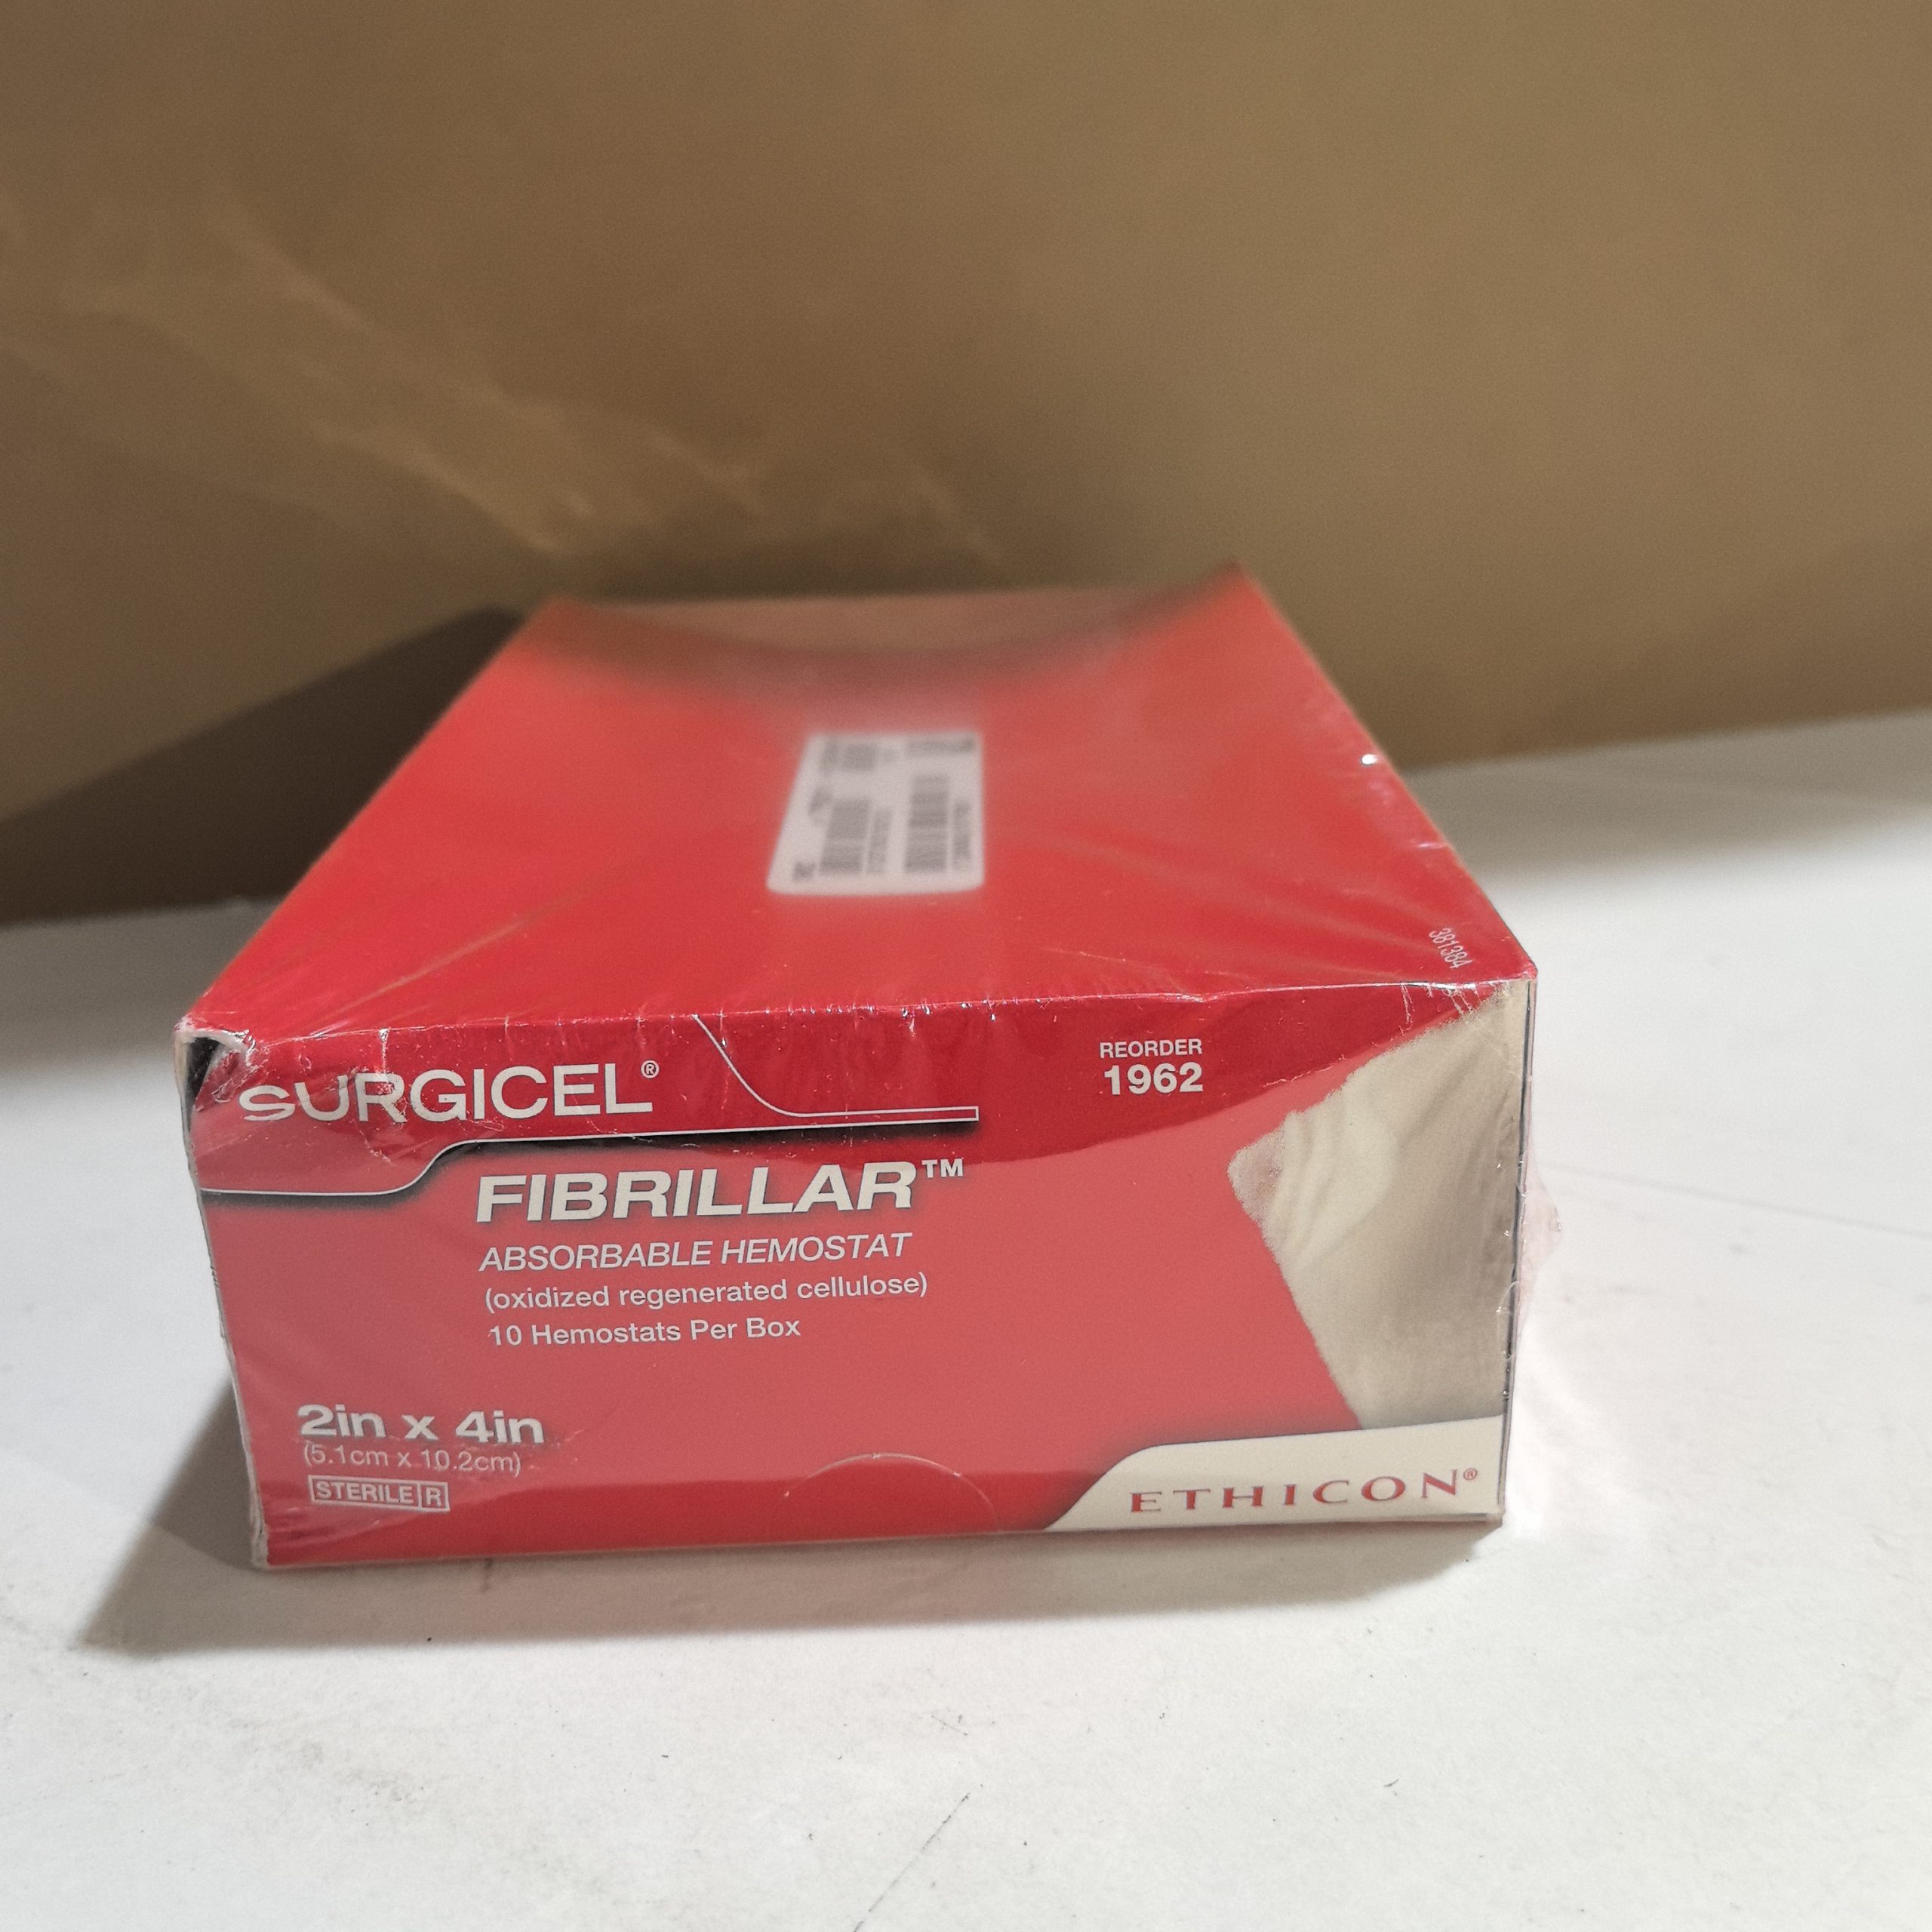 381384
SURGICEL®
REORDER
1962
FIBRILLAR™
ABSORBABLE HEMOSTAT
(oxidized regenerated cellulose)
10 Hemostats Per Box
2in x 4in
(5.1cm x 10.2cm)
STERILE R
ETHICON®